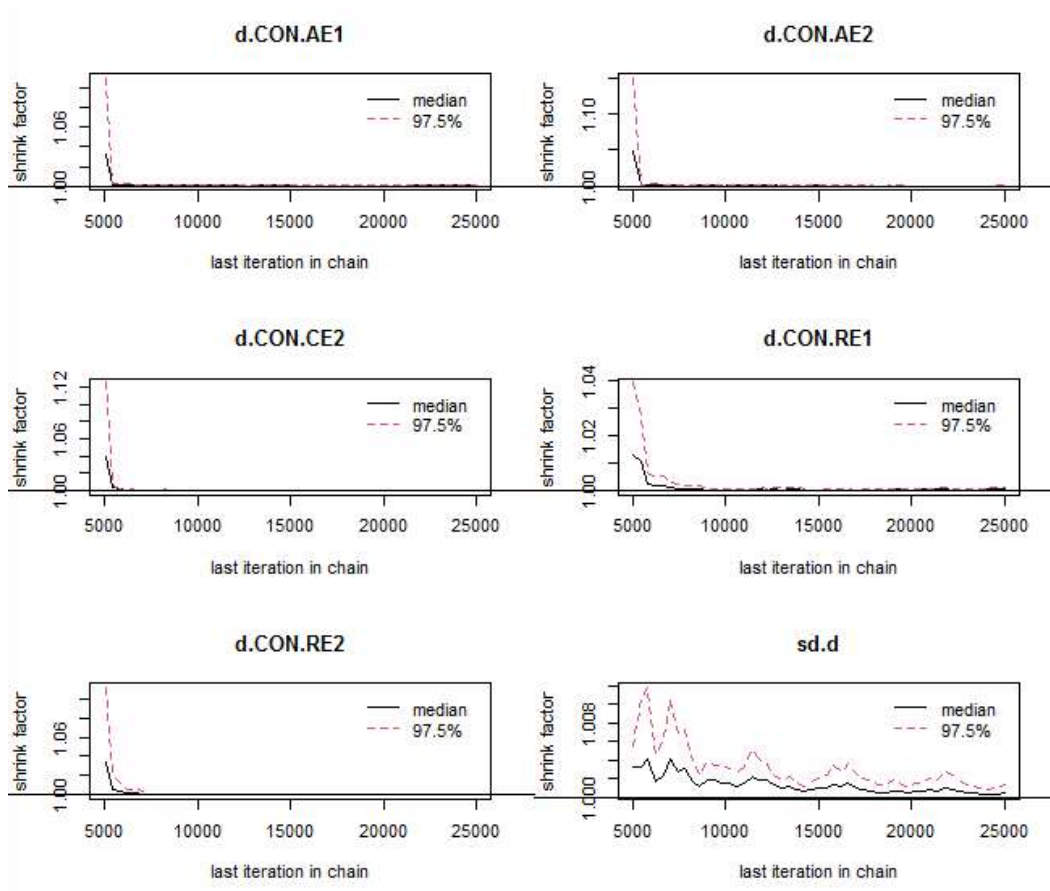 d.CON.AE1
shrink factor
1.00 1.06
median
97.5%
5000 10000 15000 20000 25000
last iteration in chain
d.CON.AE2
shrink factor
1.00 1.10
median
97.5%
5000 10000 15000 20000 25000
last iteration in chain
d.CON.CE2
shrink factor
1.00 1.06 1.12
median
97.5%
5000 10000 15000 20000 25000
last iteration in chain
d.CON.RE1
shrink factor
1.00 1.02 1.04
median
97.5%
5000 10000 15000 20000 25000
last iteration in chain
d.CON.RE2
shrink factor
1.00 1.06
median
97.5%
5000 10000 15000 20000 25000
last iteration in chain
sd.d
shrink factor
1.000 1.008
median
97.5%
5000 10000 15000 20000 25000
last iteration in chain